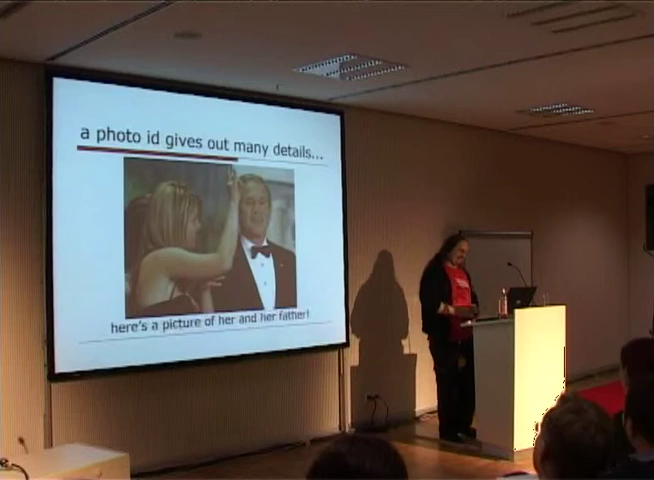 a photo id gives out many details...
here's a picture of her and her father!